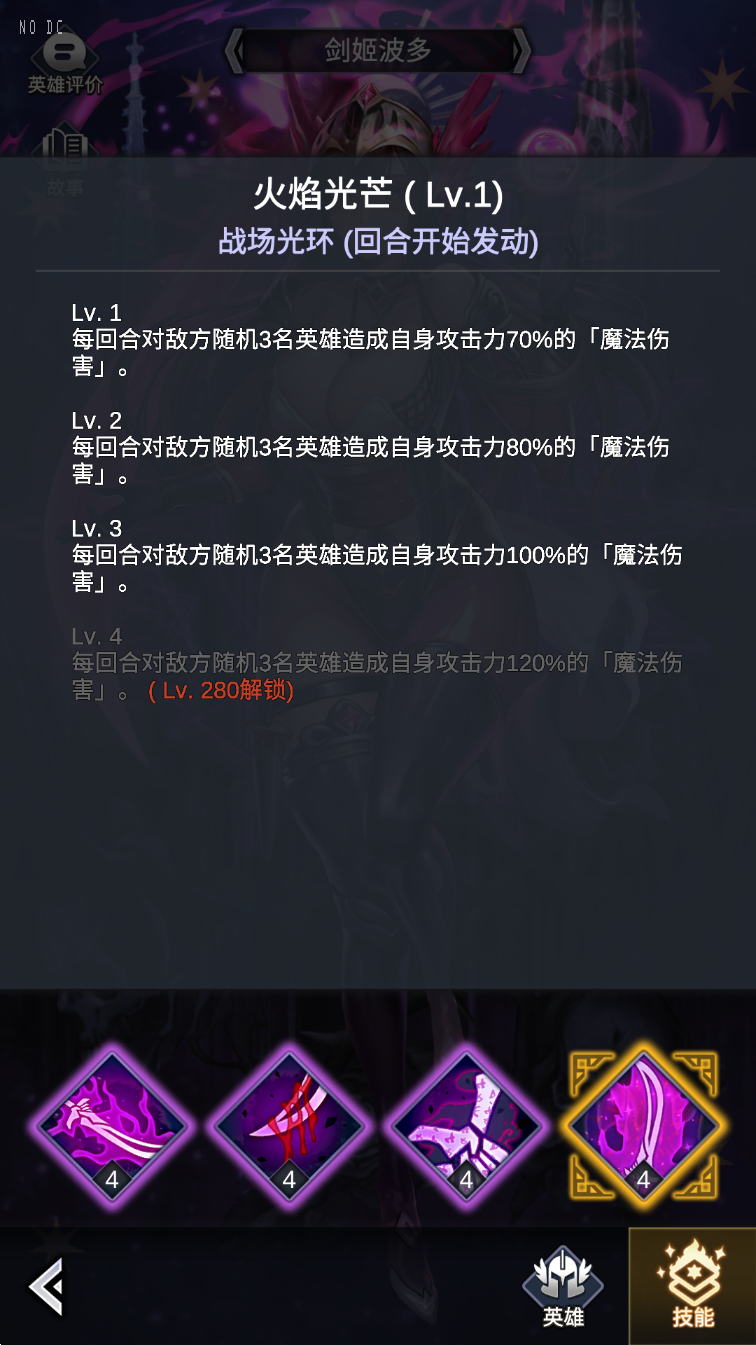 NO DC
剑姬波多
英雄评价
故事
火焰光芒 ( Lv.1)
战场光环 (回合开始发动)
Lv. 1
每回合对敌方随机3名英雄造成自身攻击力70%的「魔法伤
害」。
Lv. 2
每回合对敌方随机3名英雄造成自身攻击力80%的「魔法伤
害」。
Lv. 3
每回合对敌方随机3名英雄造成自身攻击力100%的「魔法伤
害」。
Lv. 4
每回合对敌方随机3名英雄造成自身攻击力120%的「魔法伤
害」。 ( Lv. 280解锁)
4
4
4
4
英雄
技能